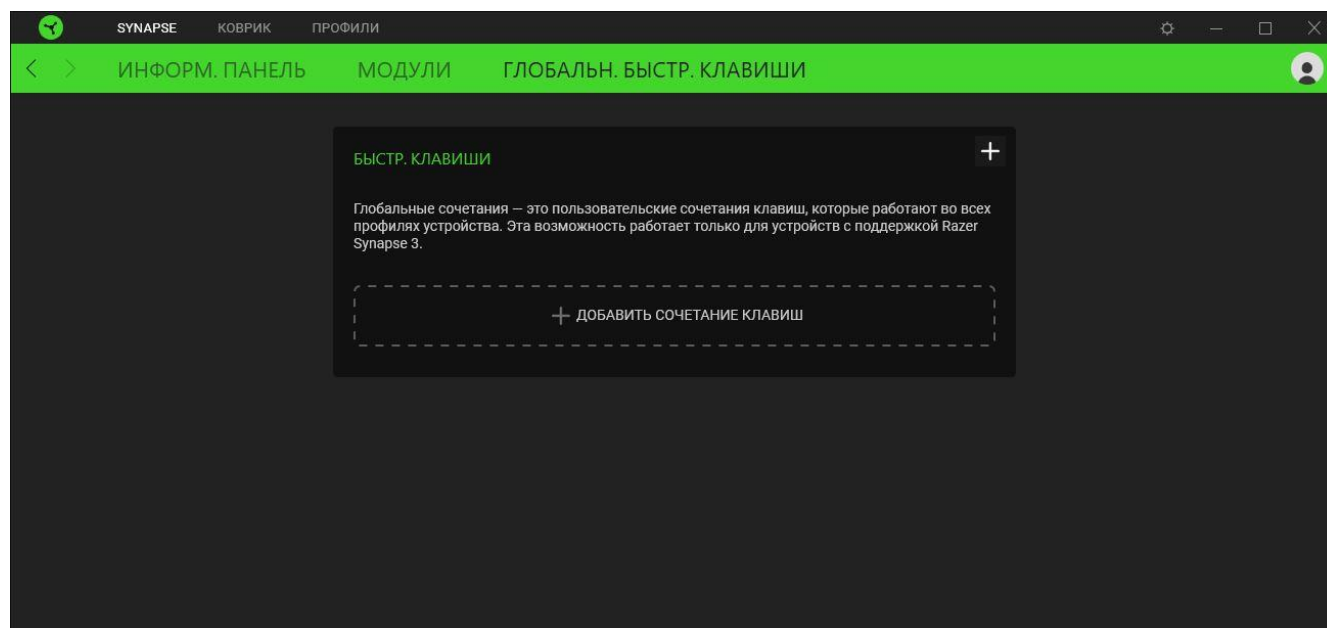 SYNAPSE КОВРИК ПРОФИЛИ
ИНФОРМ. ПАНЕЛЬ МОДУЛИ ГЛОБАЛЬН. БЫСТР. КЛАВИШИ
БЫСТР. КЛАВИШИ
Глобальные сочетания — это пользовательские сочетания клавиш, которые работают во всех
профилях устройства. Эта возможность работает только для устройств с поддержкой Razer
Synapse 3.
ДОБАВИТЬ СОЧЕТАНИЕ КЛАВИШ